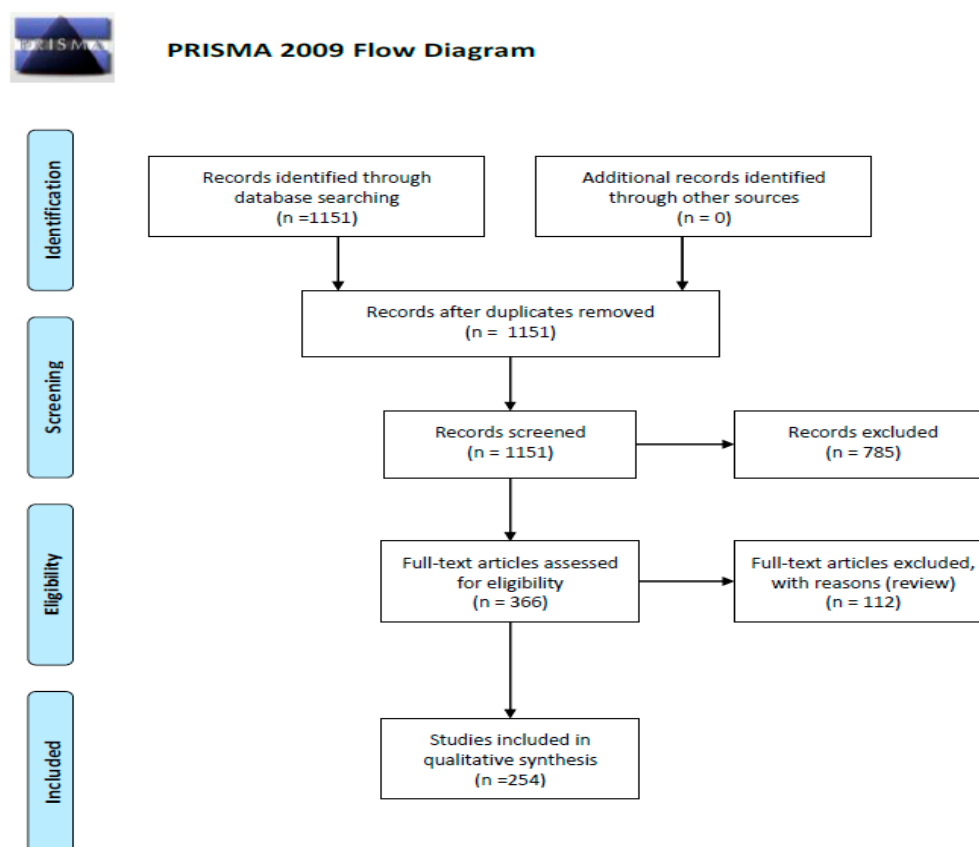 PRISMA
PRISMA 2009 Flow Diagram
Identification
Records identified through
database searching
(n =1151)
Additional records identified
through other sources
(n = 0)
Records after duplicates removed
(n = 1151)
Screening
Records screened
(n = 1151)
Records excluded
(n = 785)
Eligibility
Full-text articles assessed
for eligibility
(n = 366)
Full-text articles excluded,
with reasons (review)
(n = 112)
Included
Studies included in
qualitative synthesis
(n =254)